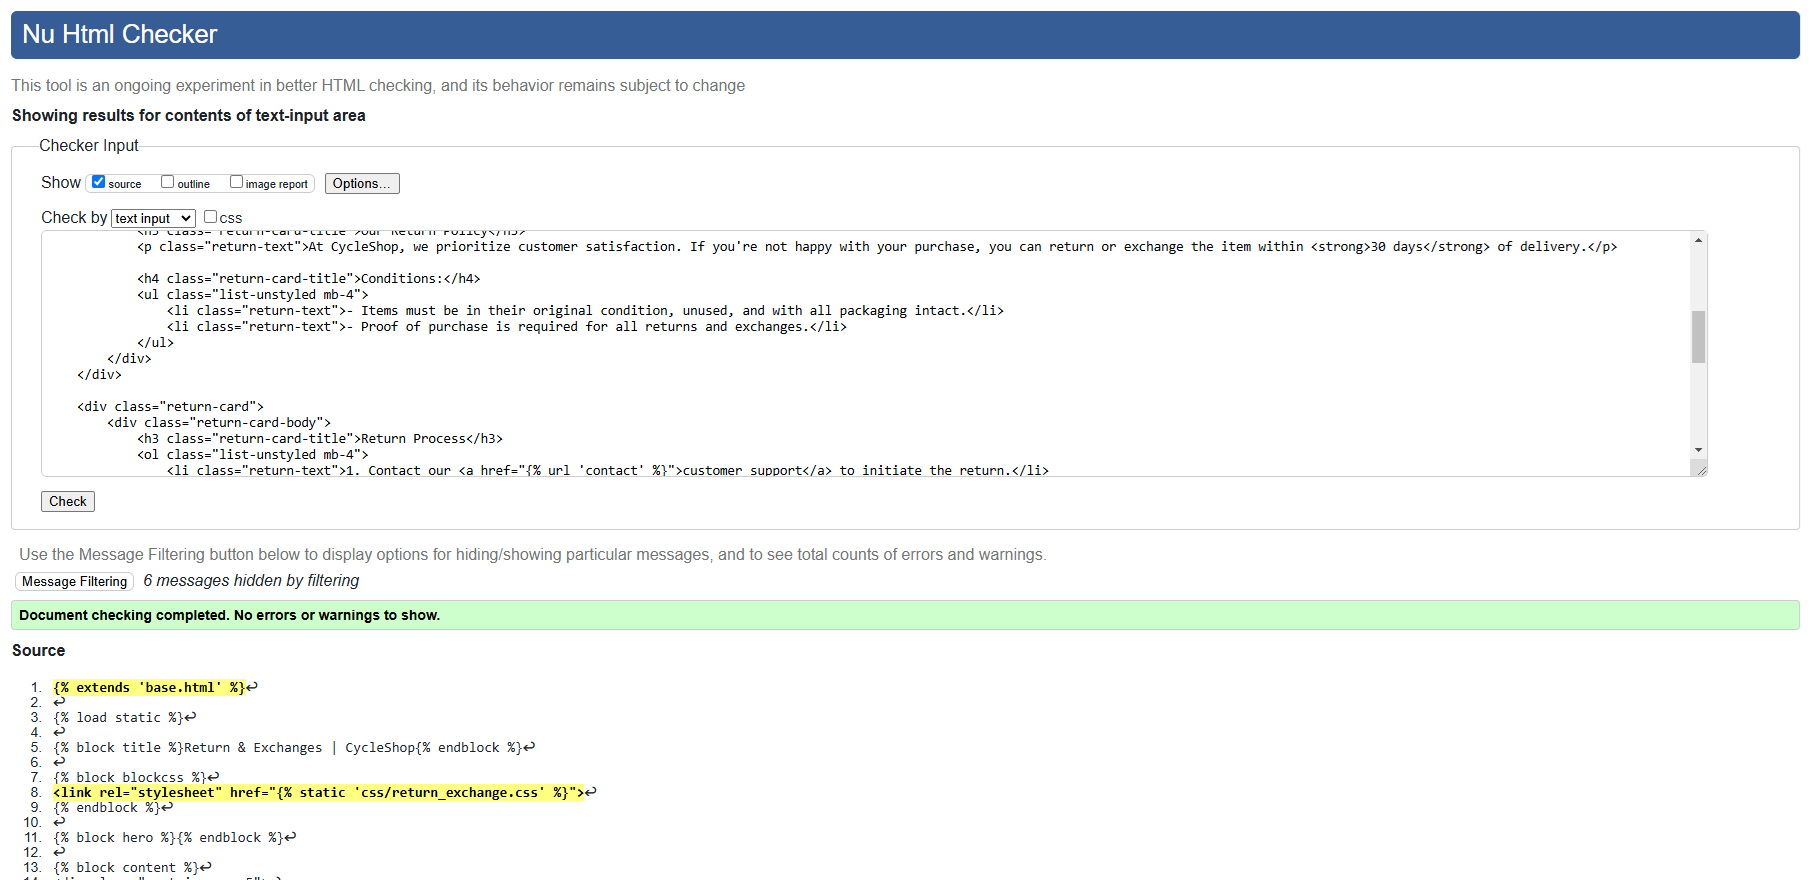 Nu Html Checker
This tool is an ongoing experiment in better HTML checking, and its behavior remains subject to change
Showing results for contents of text-input area
Checker Input
Show source outline image report Options...
Check by text input css
<h3 class="return-card-title">Our Return Policy</h3>
<p class="return-text">At CycleShop, we prioritize customer satisfaction. If you're not happy with your purchase, you can return or exchange the item within <strong>30 days</strong> of delivery.</p>
<h4 class="return-card-title">Conditions:</h4>
<ul class="list-unstyled mb-4">
<li class="return-text">- Items must be in their original condition, unused, and with all packaging intact.</li>
<li class="return-text">- Proof of purchase is required for all returns and exchanges.</li>
</ul>
</div>
</div>
<div class="return-card">
<div class="return-card-body">
<h3 class="return-card-title">Return Process</h3>
<ol class="list-unstyled mb-4">
<li class="return-text">1. Contact our <a href="{% url 'contact' %}">customer support</a> to initiate the return.</li>
Check
Use the Message Filtering button below to display options for hiding/showing particular messages, and to see total counts of errors and warnings.
Message Filtering 6 messages hidden by filtering
Document checking completed. No errors or warnings to show.
Source
1. {% extends 'base.html' %}↩
2. ↩
3. {% load static %}↩
4. ↩
5. {% block title %}Return & Exchanges | CycleShop{% endblock %}↩
6. ↩
7. {% block blockcss %}↩
8. <link rel="stylesheet" href="{% static 'css/return_exchange.css' %}">↩
9. {% endblock %}↩
10. ↩
11. {% block hero %}{% endblock %}↩
12. ↩
13. {% block content %}↩